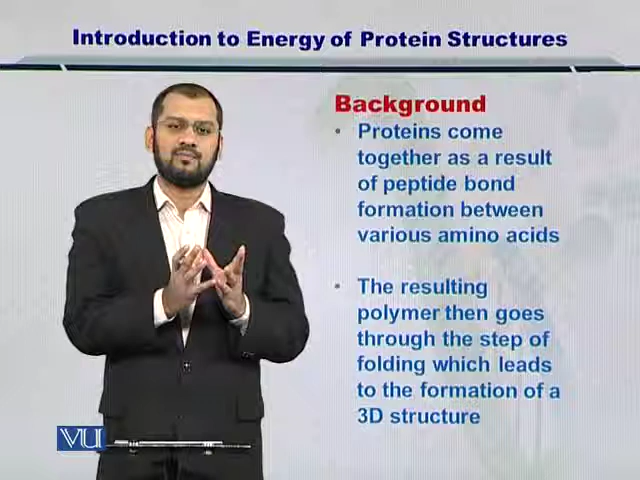 Introduction to Energy of Protein Structures
Background
• Proteins come
together as a result
of peptide bond
formation between
various amino acids
• The resulting
polymer then goes
through the step of
folding which leads
to the formation of a
3D structure
VU